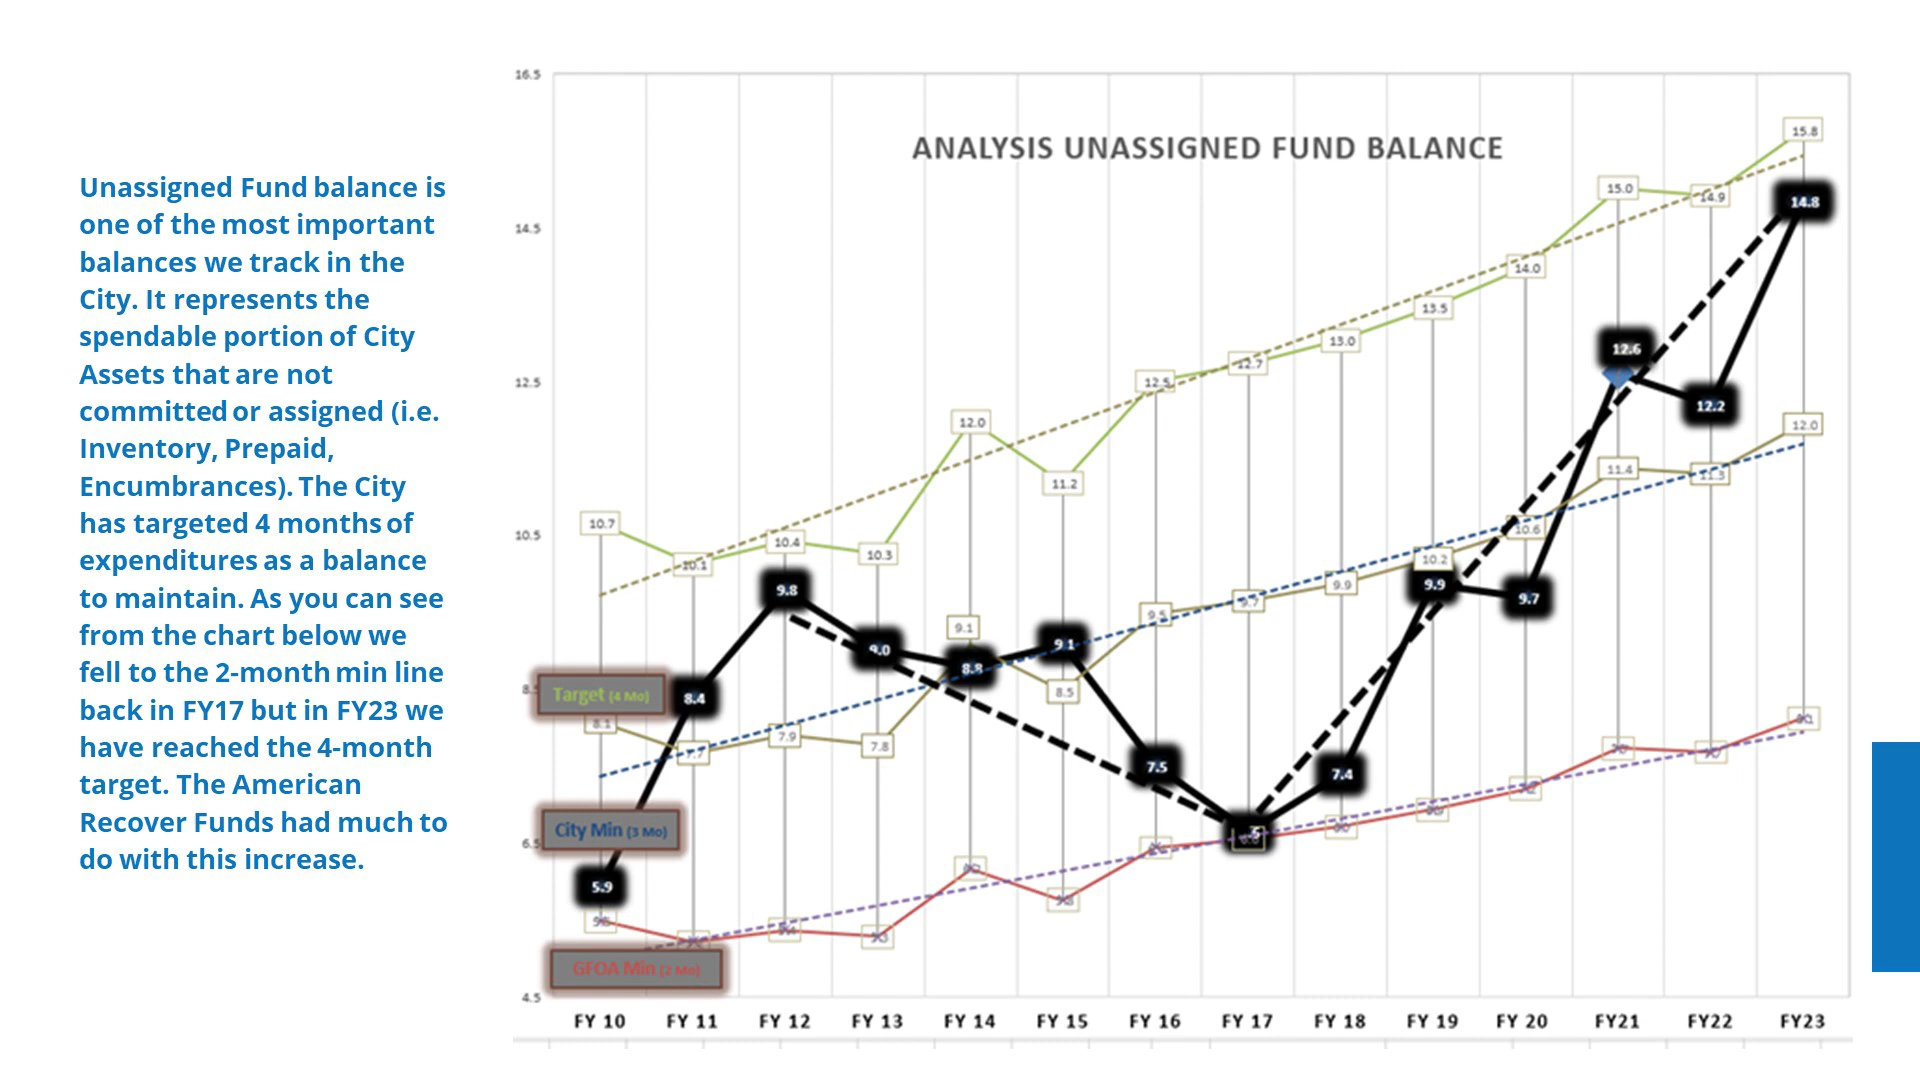 Unassigned Fund balance is
one of the most important
balances we track in the
City. It represents the
spendable portion of City
Assets that are not
committed or assigned (i.e.
Inventory, Prepaid,
Encumbrances). The City
has targeted 4 months of
expenditures as a balance
to maintain. As you can see
from the chart below we
fell to the 2-month min line
back in FY17 but in FY23 we
have reached the 4-month
target. The American
Recover Funds had much to
do with this increase.
ANALYSIS UNASSIGNED FUND BALANCE
16.5
14.5
12.5
10.5
6.5
4.5
10.7 10.1 10.4 10.3 12.0 11.2 12.5 12.7 13.0 13.5 14.0 15.0 14.9 15.8
5.9 8.4 9.8 9.0 8.8 9.1 7.5 7.4 9.9 9.7 12.6 12.2 14.8
8.1 7.7 7.9 7.8 9.1 8.5 9.5 9.7 9.9 10.2 10.6 11.4 11.3 12.0
Target (4 Mo)
City Min (3 Mo)
GFOA Min (2 Mo)
FY 10 FY 11 FY 12 FY 13 FY 14 FY 15 FY 16 FY 17 FY 18 FY 19 FY 20 FY21 FY22 FY23